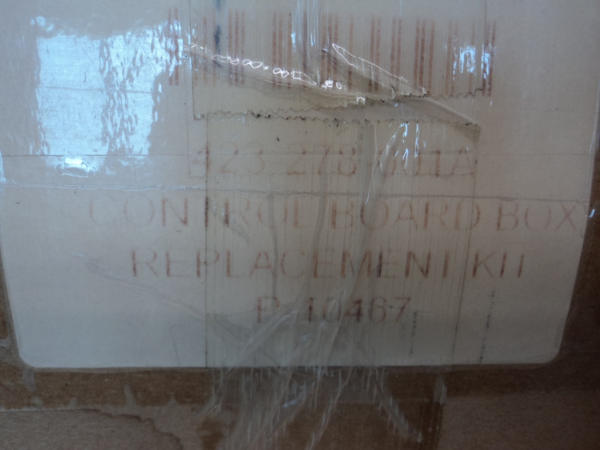 CONTROL BOARD BOX
REPLACEMENT KIT
P-10467